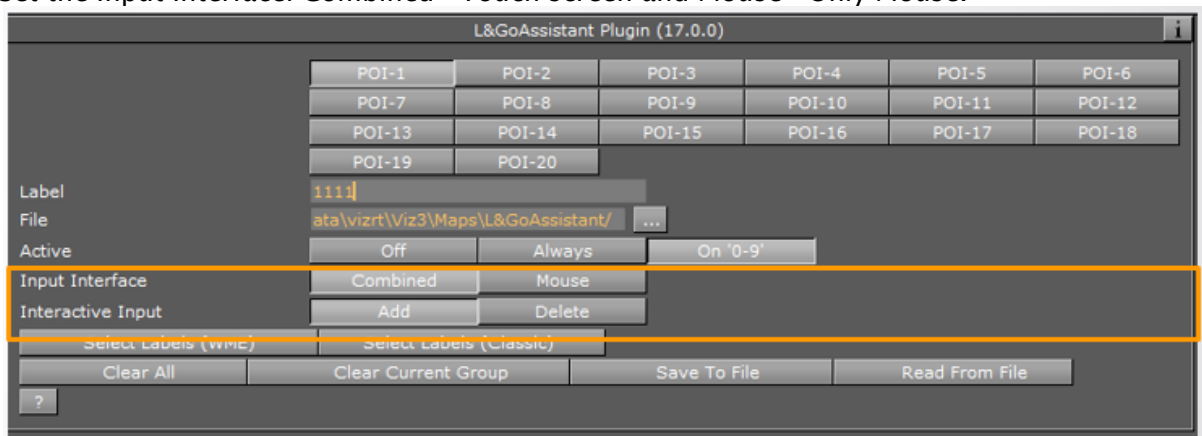 Set the Input Interface. Combined - Touch screen and Mouse - Only Mouse.
L&GoAssistant Plugin (17.0.0) i
POI-1 POI-2 POI-3 POI-4 POI-5 POI-6
POI-7 POI-8 POI-9 POI-10 POI-11 POI-12
POI-13 POI-14 POI-15 POI-16 POI-17 POI-18
POI-19 POI-20
Label 1111
File ata\vizrt\Viz3\Maps\L&GoAssistant/ ...
Active Off Always On '0-9'
Input Interface Combined Mouse
Interactive Input Add Delete
Select Labels (WME) Select Labels (Classic)
Clear All Clear Current Group Save To File Read From File
?